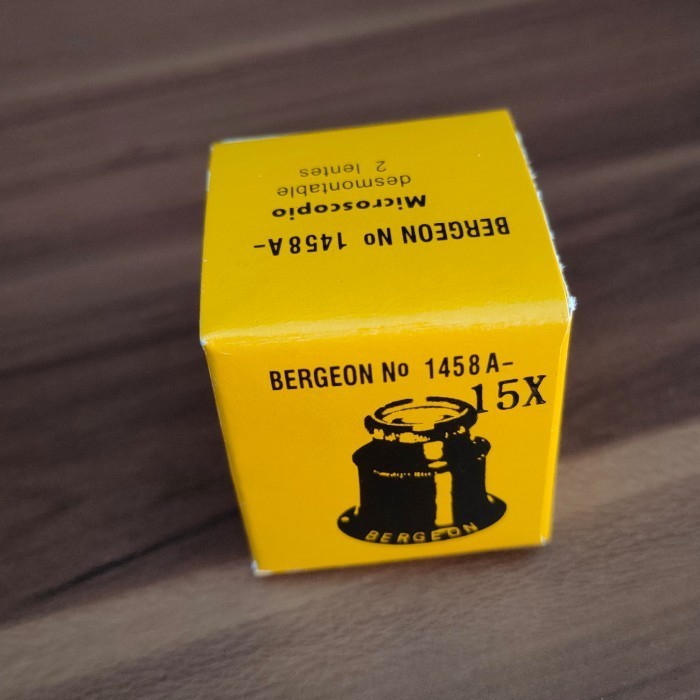 BERGEON No 1458A-
Microscopio
desmontable
2 lentes
BERGEON No 1458A-
15X
BERGEON